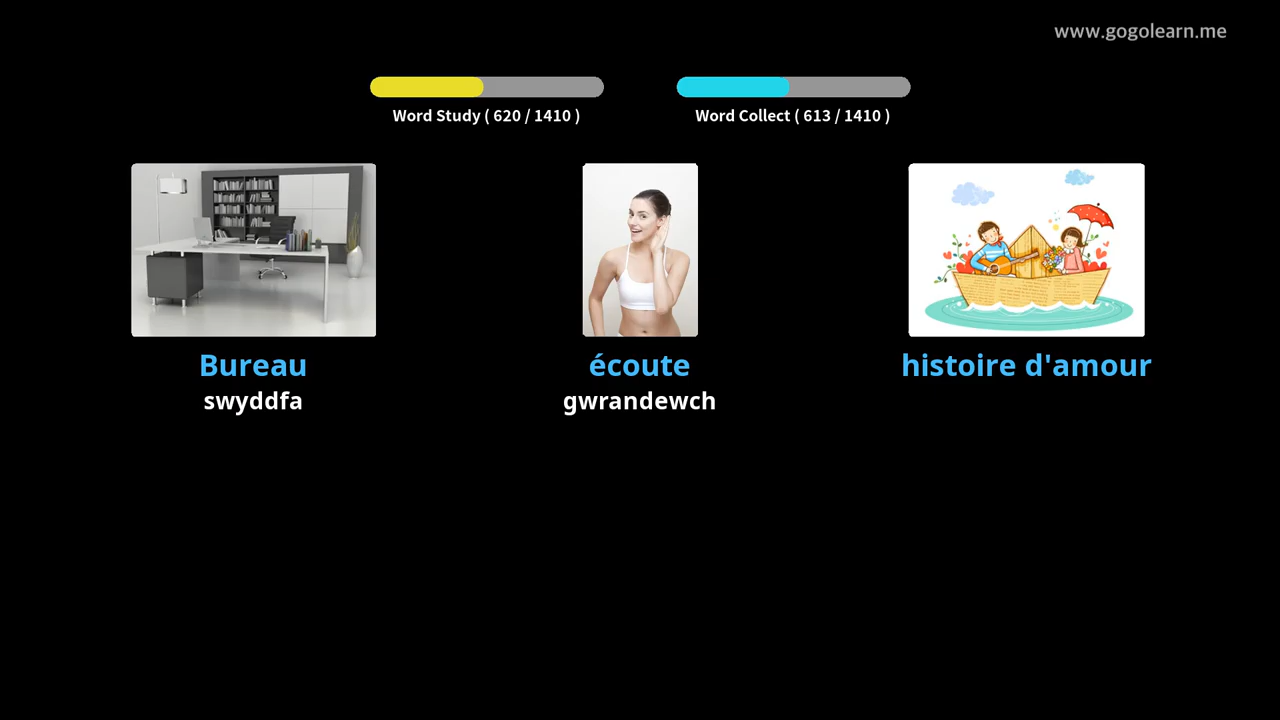 www.gogolearn.me
Word Study ( 620 / 1410 )
Word Collect ( 613 / 1410 )
Bureau
swyddfa
écoute
gwrandewch
histoire d'amour